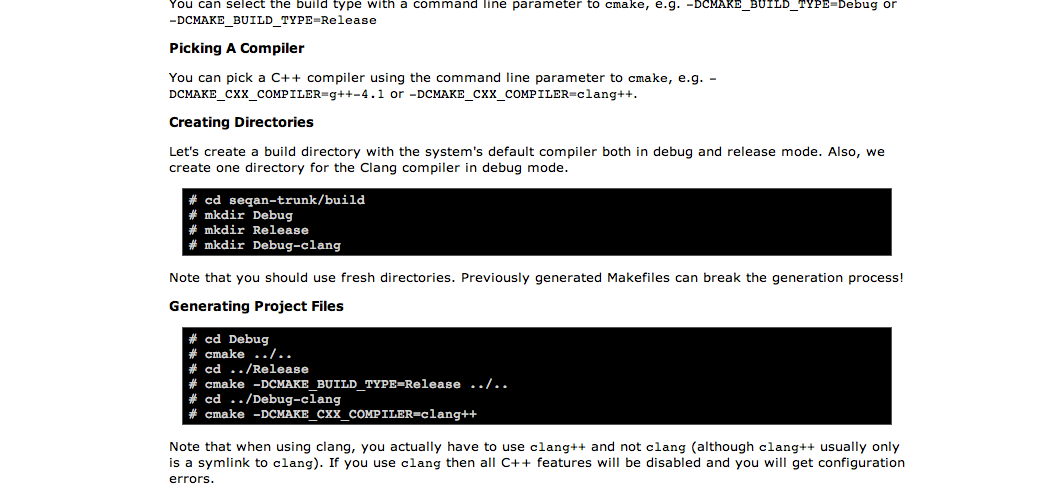 You can select the build type with a command line parameter to cmake, e.g. -DCMAKE_BUILD_TYPE=Debug or
-DCMAKE_BUILD_TYPE=Release
Picking A Compiler
You can pick a C++ compiler using the command line parameter to cmake, e.g. -
DCMAKE_CXX_COMPILER=g++-4.1 or -DCMAKE_CXX_COMPILER=clang++.
Creating Directories
Let's create a build directory with the system's default compiler both in debug and release mode. Also, we
create one directory for the Clang compiler in debug mode.
# cd seqan-trunk/build
# mkdir Debug
# mkdir Release
# mkdir Debug-clang
Note that you should use fresh directories. Previously generated Makefiles can break the generation process!
Generating Project Files
# cd Debug
# cmake ../..
# cd ../Release
# cmake -DCMAKE_BUILD_TYPE=Release ../..
# cd ../Debug-clang
# cmake -DCMAKE_CXX_COMPILER=clang++
Note that when using clang, you actually have to use clang++ and not clang (although clang++ usually only
is a symlink to clang). If you use clang then all C++ features will be disabled and you will get configuration
errors.